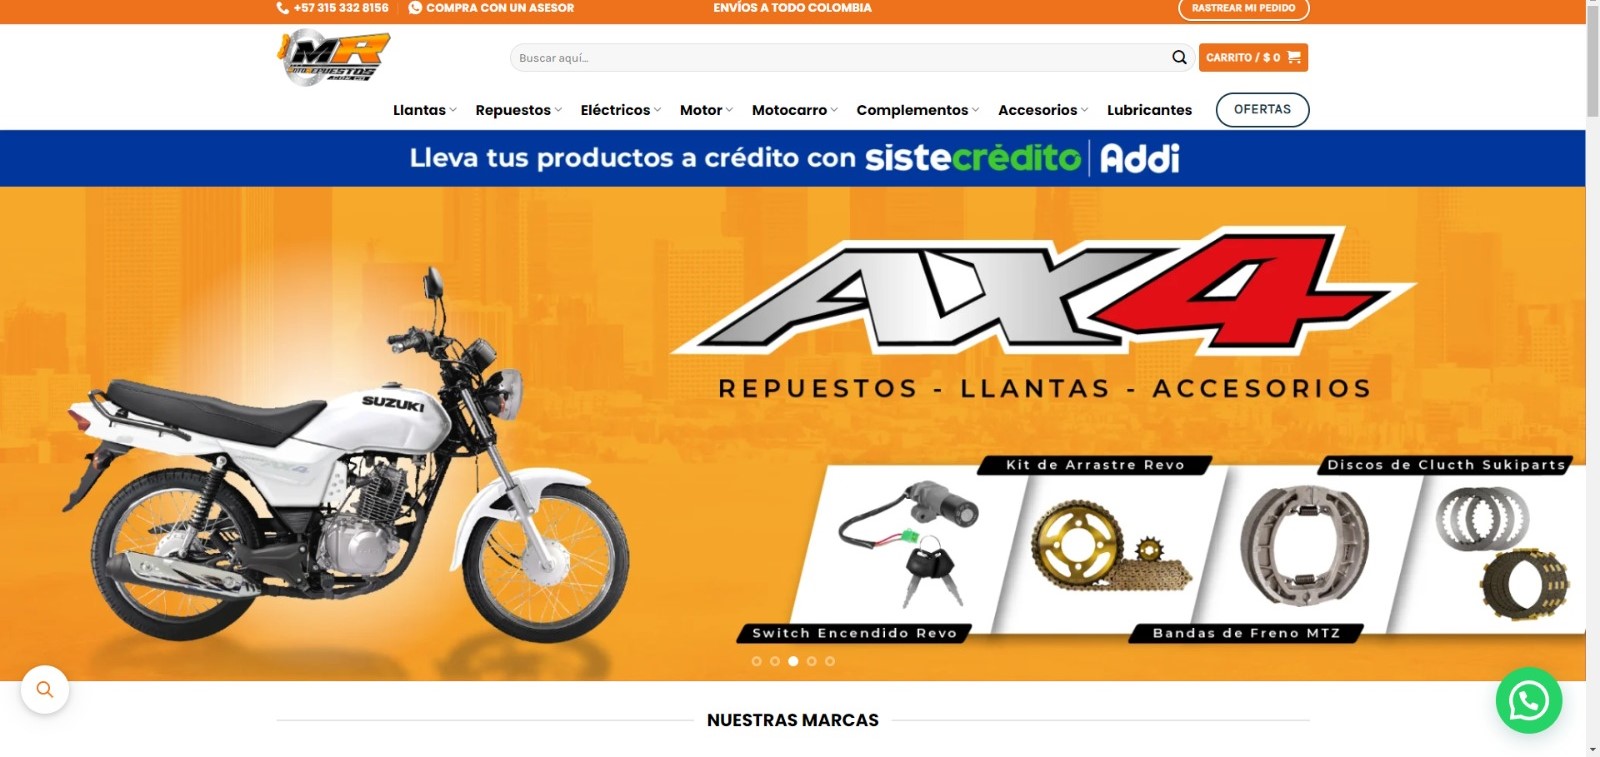 +57 315 332 8156 COMPRA CON UN ASESOR ENVÍOS A TODO COLOMBIA RASTREAR MI PEDIDO
MR
MOTOREPUESTOS
.COM.CO
Buscar aquí...
CARRITO / $ 0
Llantas Repuestos Eléctricos Motor Motocarro Complementos Accesorios Lubricantes OFERTAS
Lleva tus productos a crédito con sistecrédito Addi
AX4
REPUESTOS - LLANTAS - ACCESORIOS
SUZUKI
AX4
Kit de Arrastre Revo Discos de Clucth Sukiparts
Switch Encendido Revo Bandas de Freno MTZ
NUESTRAS MARCAS